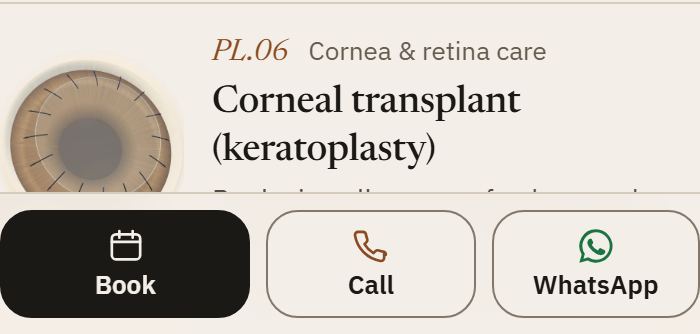 PL.06 Cornea & retina care
Corneal transplant
(keratoplasty)
Book
Call
WhatsApp